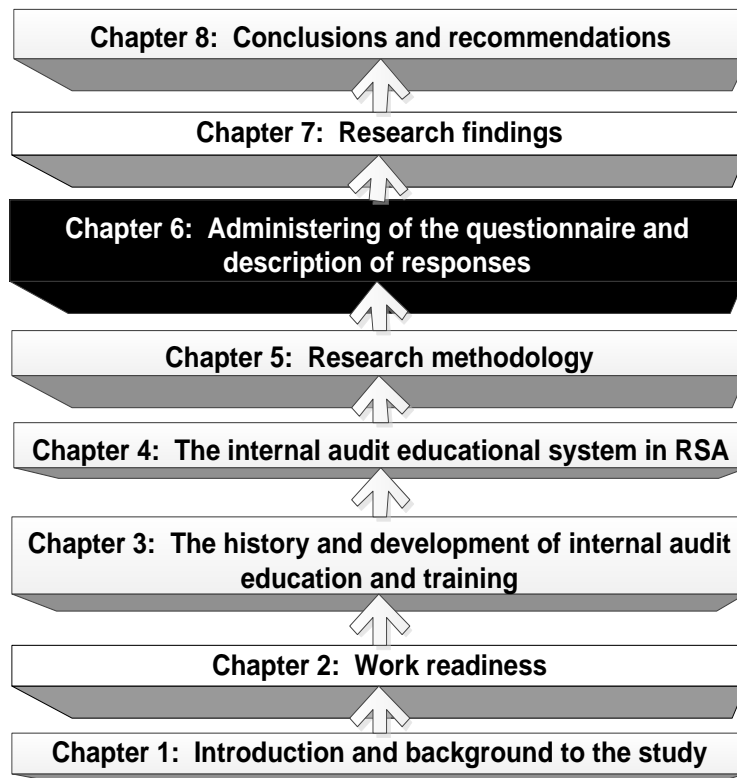 Chapter 8:  Conclusions and recommendations
Chapter 7:  Research findings
Chapter 6:  Administering of the questionnaire and
description of responses
Chapter 5:  Research methodology
Chapter 4:  The internal audit educational system in RSA
Chapter 3:  The history and development of internal audit
education and training
Chapter 2:  Work readiness
Chapter 1:  Introduction and background to the study